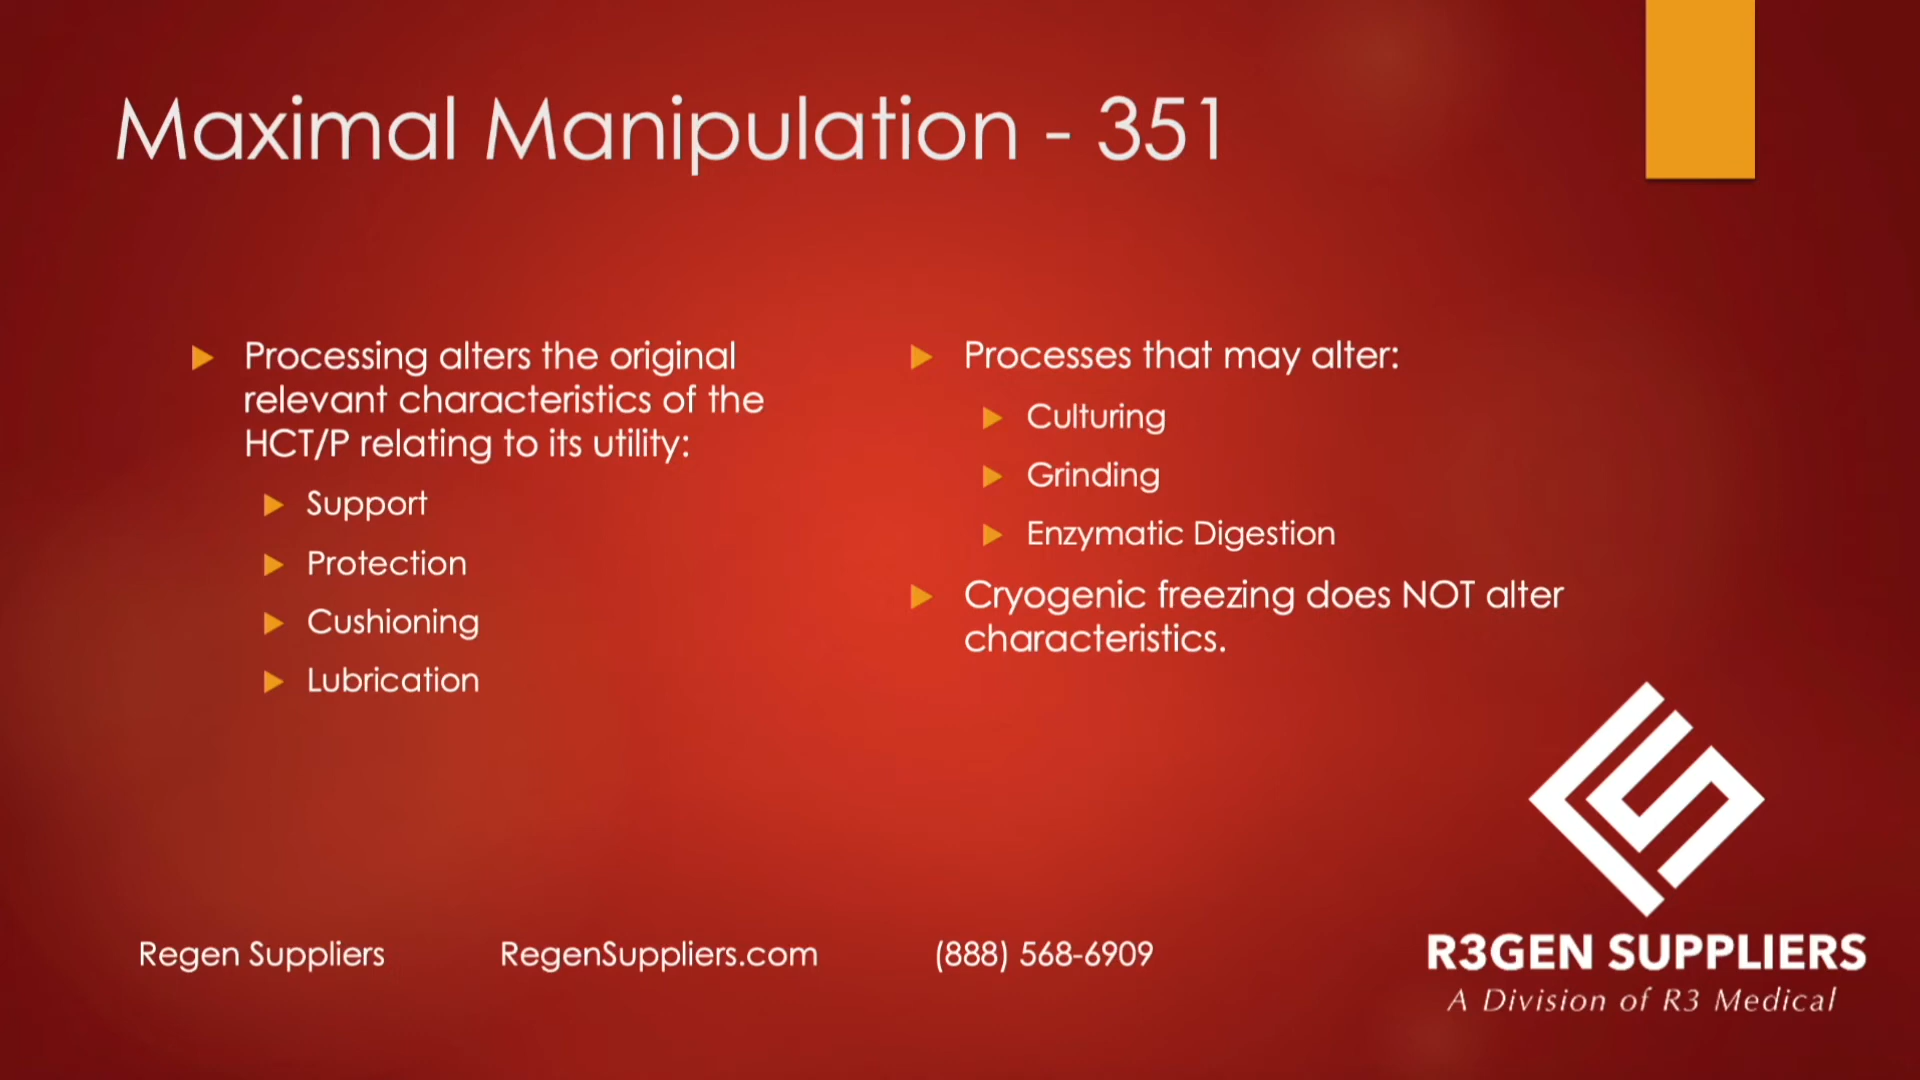 Maximal Manipulation - 351
Processing alters the original
relevant characteristics of the
HCT/P relating to its utility:
Support
Protection
Cushioning
Lubrication
Processes that may alter:
Culturing
Grinding
Enzymatic Digestion
Cryogenic freezing does NOT alter
characteristics.
Regen Suppliers
RegenSuppliers.com
(888) 568-6909
R3GEN SUPPLIERS
A Division of R3 Medical